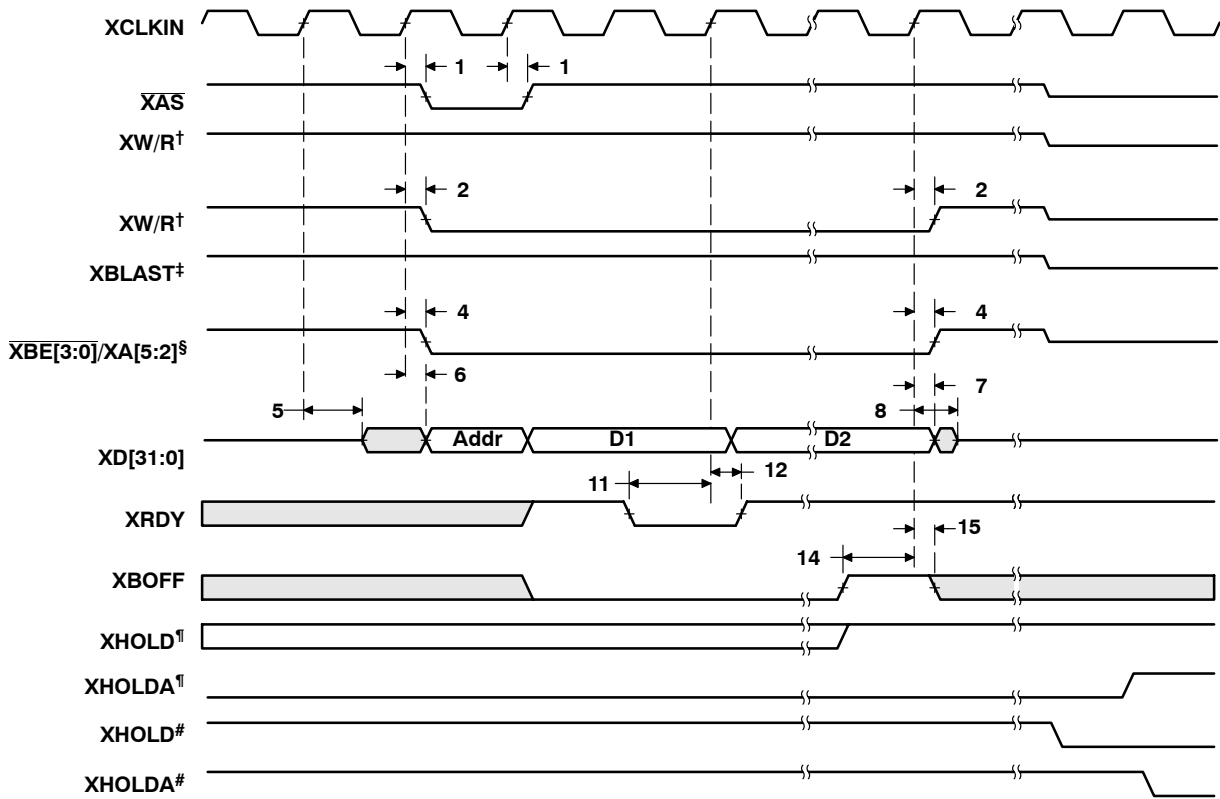 XCLKIN
1 1
XAS
XW/R†
2 2
XW/R†
XBLAST‡
4 4
XBE[3:0]/XA[5:2]§
6 7
5 8
Addr D1 D2
XD[31:0]
11 12
XRDY
15
14
XBOFF
XHOLD¶
XHOLDA¶
XHOLD#
XHOLDA#